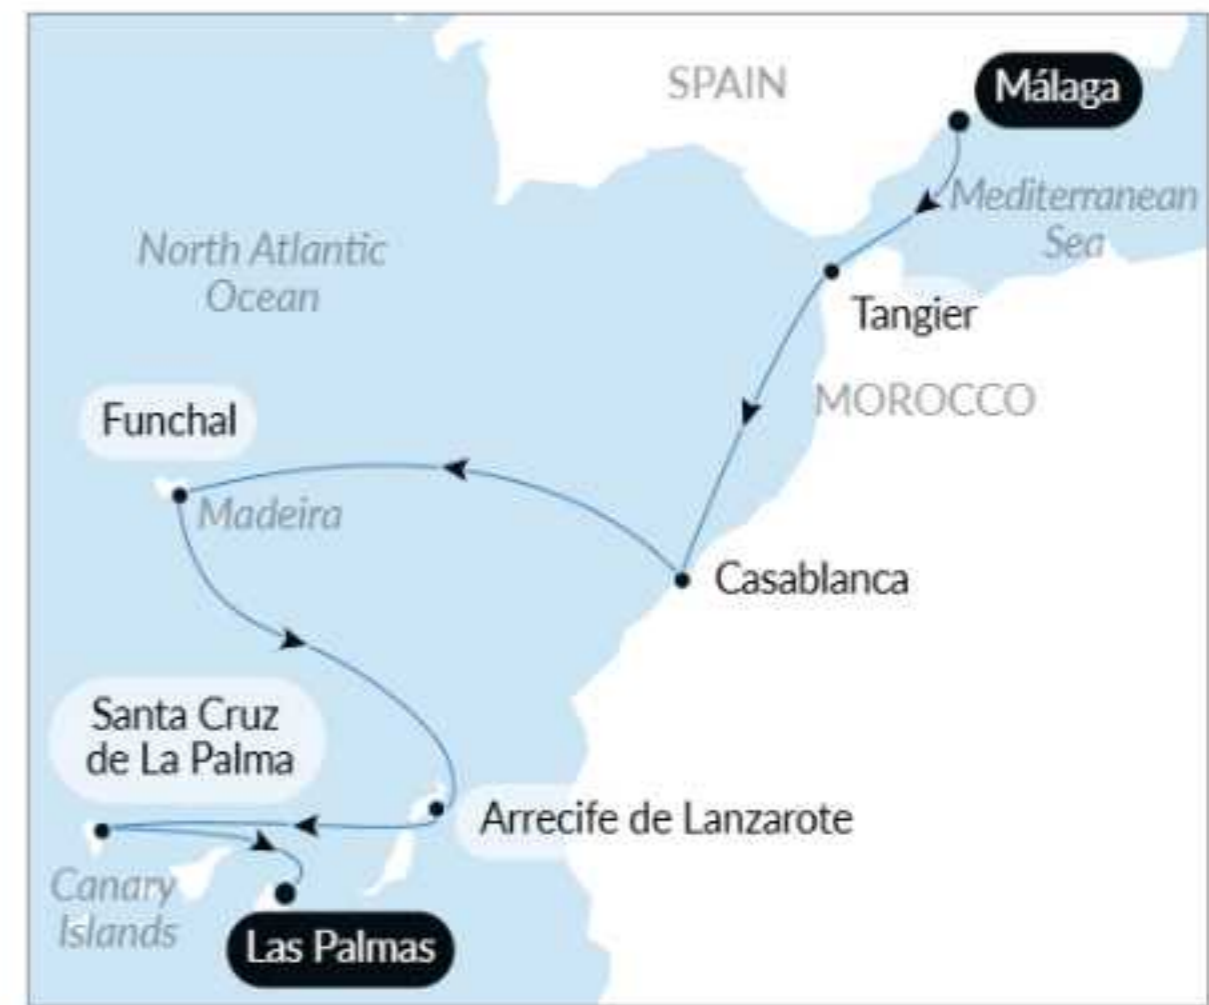 SPAIN
Málaga
Mediterranean
Sea
North Atlantic
Ocean
Tangier
MOROCCO
Funchal
Madeira
Casablanca
Santa Cruz
de La Palma
Arrecife de Lanzarote
Canary
Islands
Las Palmas